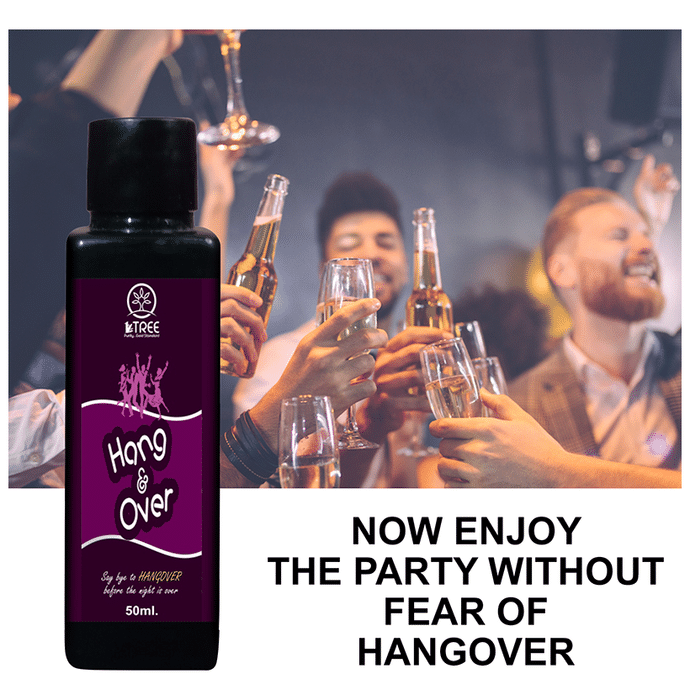 TREE
Purity, Gold Standard
Hang
&
Over
Say bye to HANGOVER
before the night is over
50ml.
NOW ENJOY
THE PARTY WITHOUT
FEAR OF
HANGOVER